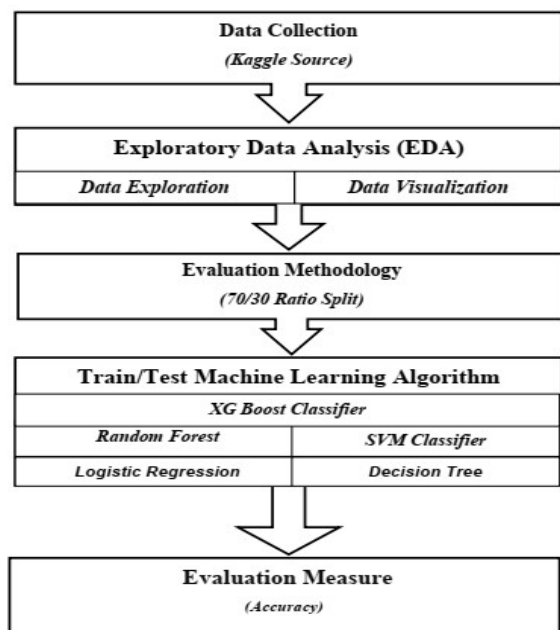 Data Collection
(Kaggle Source)
Exploratory Data Analysis (EDA)
Data Exploration Data Visualization
Evaluation Methodology
(70/30 Ratio Split)
Train/Test Machine Learning Algorithm
XG Boost Classifier
Random Forest SVM Classifier
Logistic Regression Decision Tree
Evaluation Measure
(Accuracy)